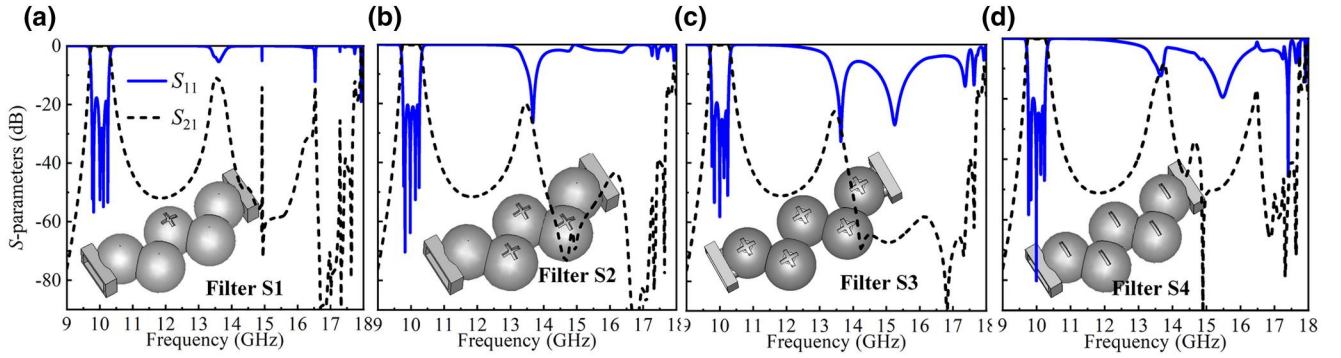 (a) (b) (c) (d)
0
-20
-40
-60
-80
S-parameters (dB)
S11
S21
Filter S1
Filter S2
Filter S3
Filter S4
9 10 11 12 13 14 15 16 17 18
9 10 11 12 13 14 15 16 17 18
9 10 11 12 13 14 15 16 17 18
9 10 11 12 13 14 15 16 17 18
Frequency (GHz) Frequency (GHz) Frequency (GHz) Frequency (GHz)